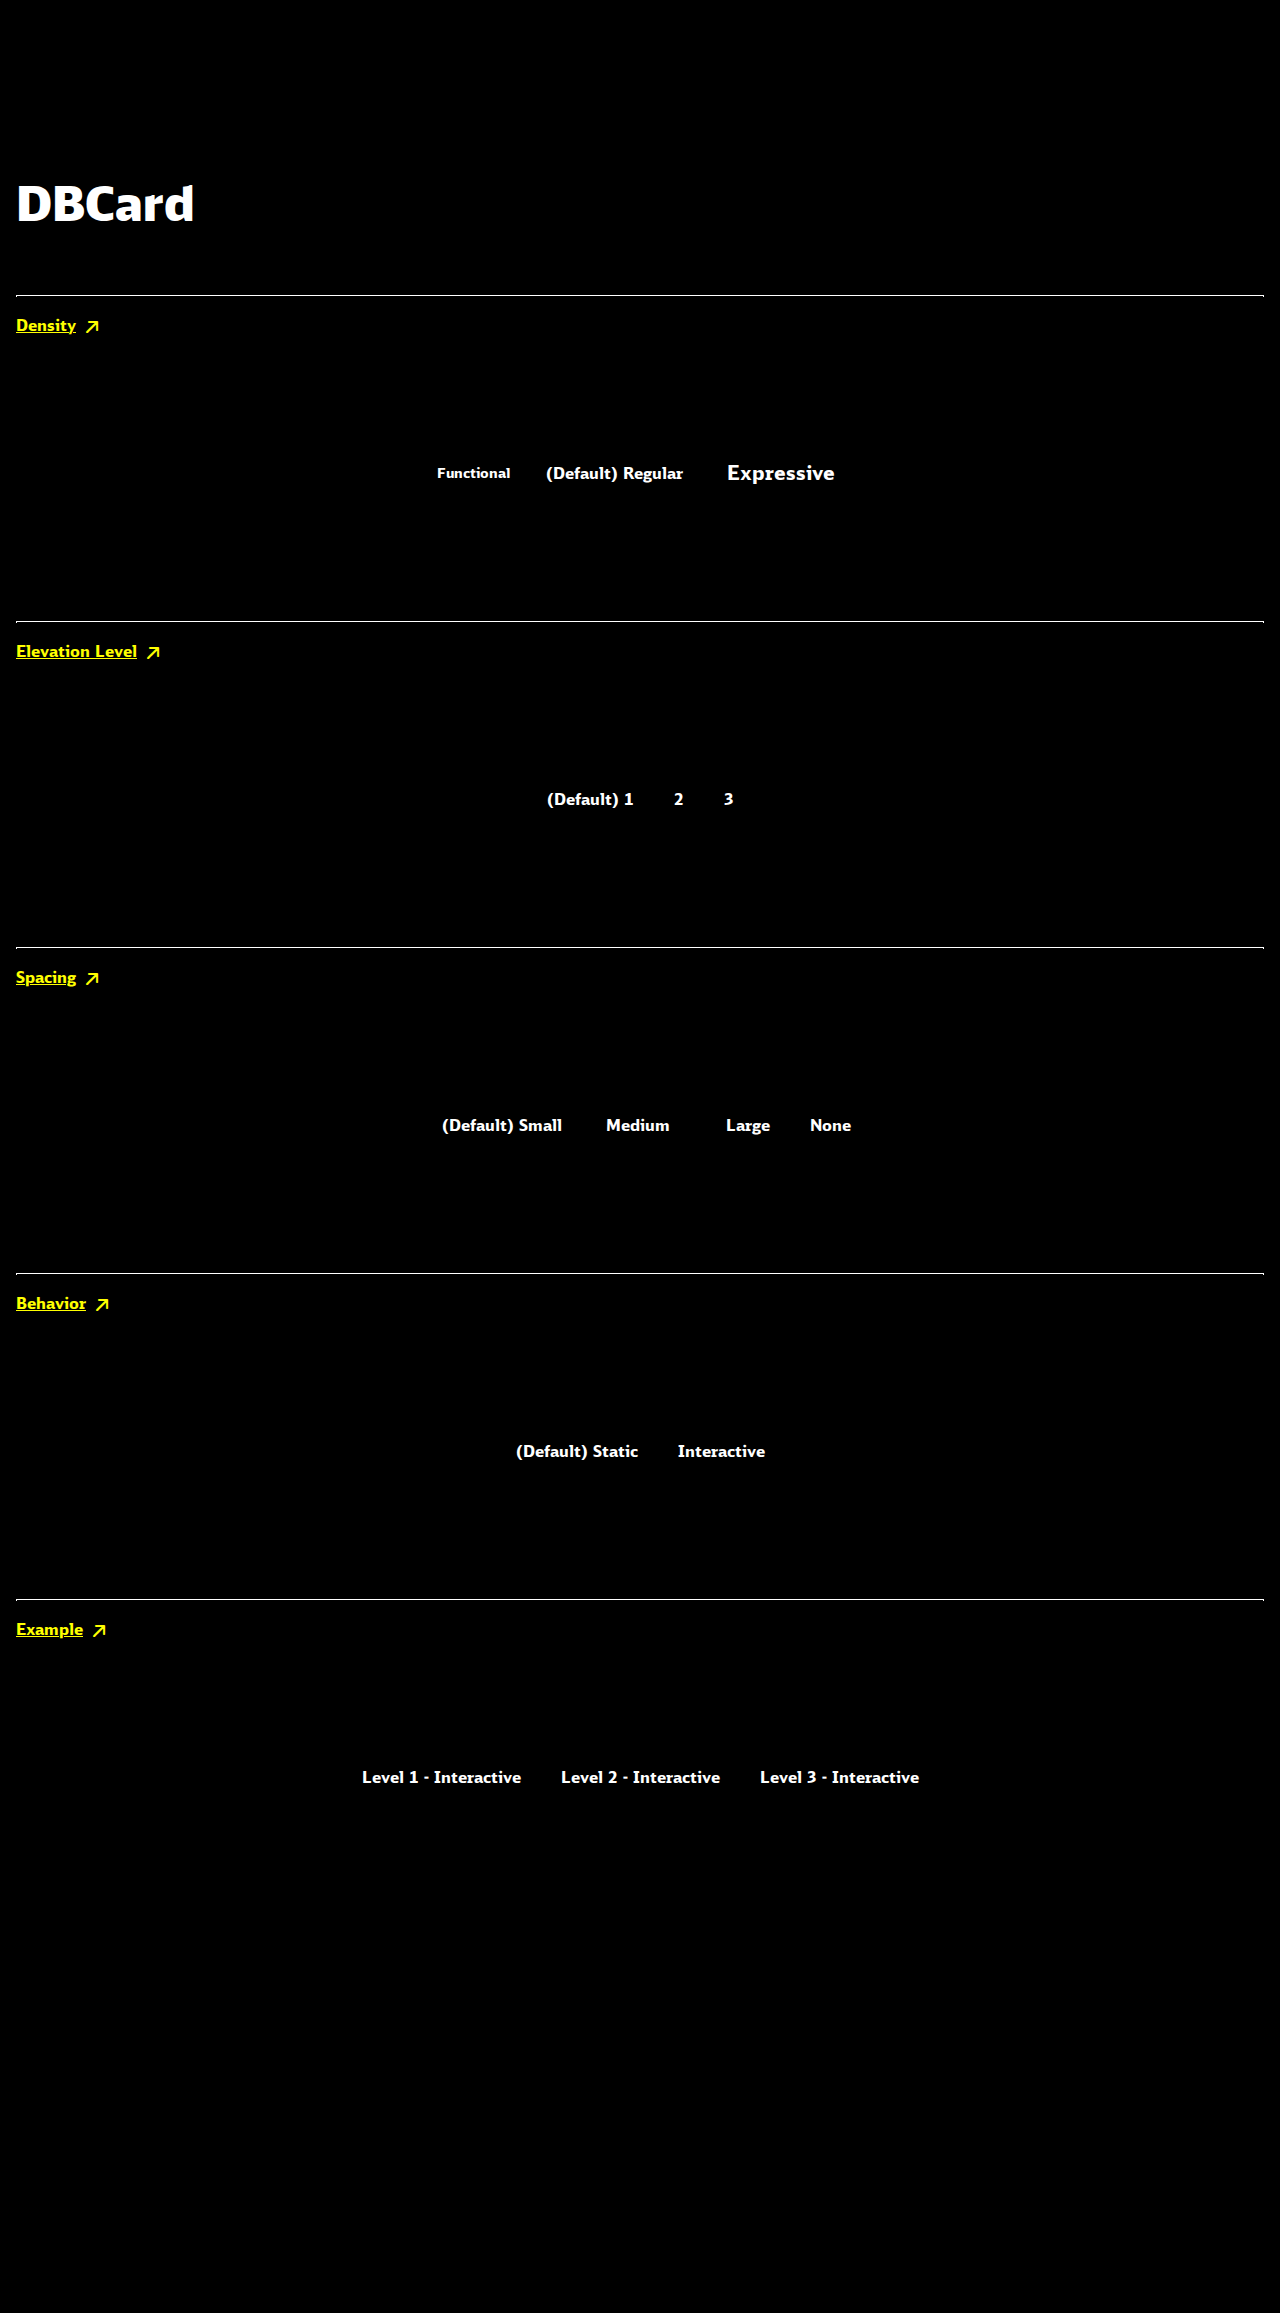 DBCard
Density
Functional (Default) Regular Expressive
Elevation Level
(Default) 1 2 3
Spacing
(Default) Small Medium Large None
Behavior
(Default) Static Interactive
Example
Level 1 - Interactive Level 2 - Interactive Level 3 - Interactive